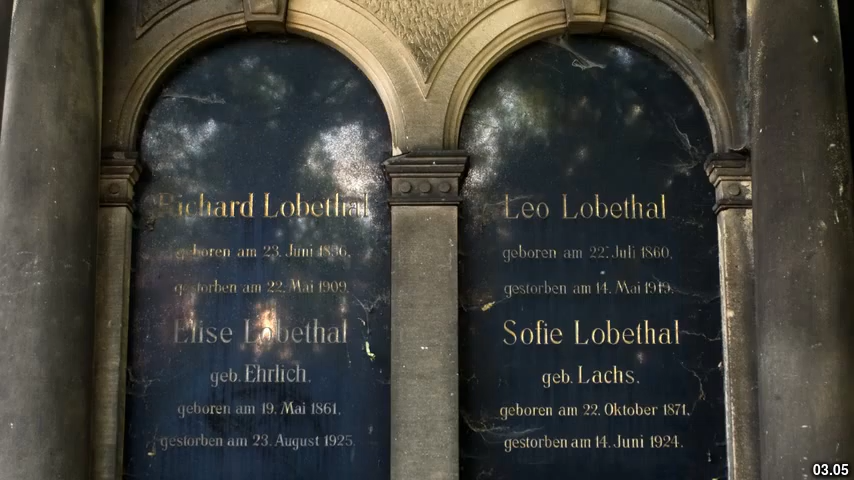 Richard Lobethal
geboren am 23. Juni 1836,
gestorben am 22. Mai 1909.
Elise Lobethal
geb. Ehrlich,
geboren am 19. Mai 1861,
gestorben am 23. August 1925.
Leo Lobethal
geboren am 22. Juli 1860,
gestorben am 14. Mai 1919.
Sofie Lobethal
geb. Lachs,
geboren am 22. Oktober 1871,
gestorben am 14. Juni 1924.
03.05